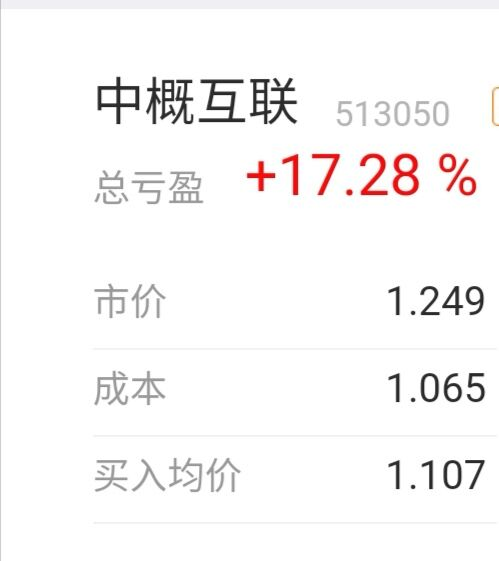 中概互联 513050
总亏盈 +17.28 %
市价 1.249
成本 1.065
买入均价 1.107